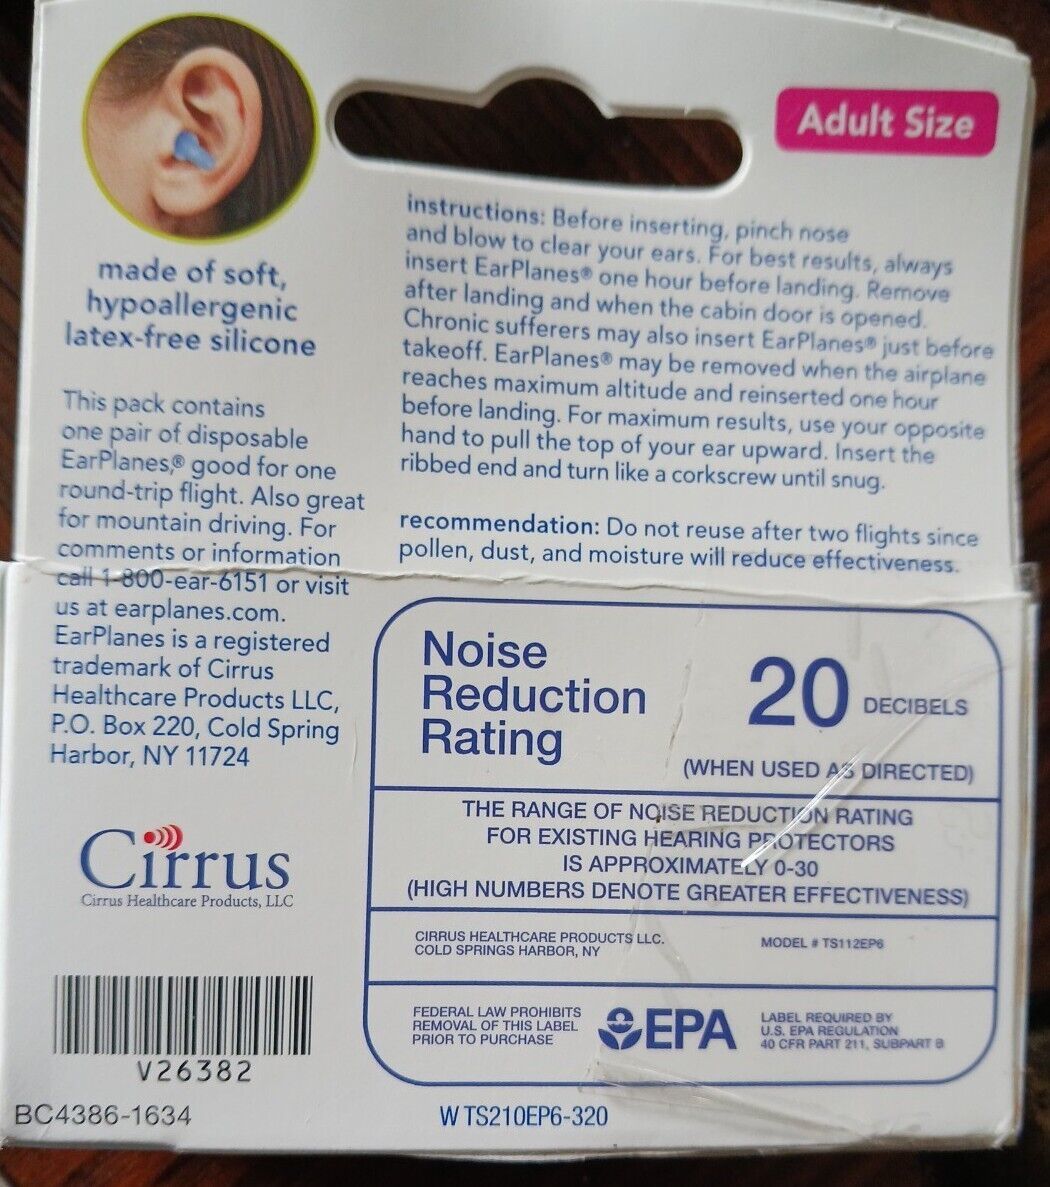 Adult Size
made of soft,
hypoallergenic
latex-free silicone
This pack contains
one pair of disposable
EarPlanes,® good for one
round-trip flight. Also great
for mountain driving. For
comments or information
call 1-800-ear-6151 or visit
us at earplanes.com.
EarPlanes is a registered
trademark of Cirrus
Healthcare Products LLC,
P.O. Box 220, Cold Spring
Harbor, NY 11724
instructions: Before inserting, pinch nose
and blow to clear your ears. For best results, always
insert EarPlanes® one hour before landing. Remove
after landing and when the cabin door is opened.
Chronic sufferers may also insert EarPlanes® just before
takeoff. EarPlanes® may be removed when the airplane
reaches maximum altitude and reinserted one hour
before landing. For maximum results, use your opposite
hand to pull the top of your ear upward. Insert the
ribbed end and turn like a corkscrew until snug.
recommendation: Do not reuse after two flights since
pollen, dust, and moisture will reduce effectiveness.
Noise
Reduction
Rating
20 DECIBELS
(WHEN USED AS DIRECTED)
THE RANGE OF NOISE REDUCTION RATING
FOR EXISTING HEARING PROTECTORS
IS APPROXIMATELY 0-30
(HIGH NUMBERS DENOTE GREATER EFFECTIVENESS)
CIRRUS HEALTHCARE PRODUCTS LLC.
COLD SPRINGS HARBOR, NY
MODEL # TS112EP6
FEDERAL LAW PROHIBITS
REMOVAL OF THIS LABEL
PRIOR TO PURCHASE
EPA
LABEL REQUIRED BY
U.S. EPA REGULATION
40 CFR PART 211, SUBPART B
Cirrus
Cirrus Healthcare Products, LLC
V26382
BC4386-1634
W TS210EP6-320